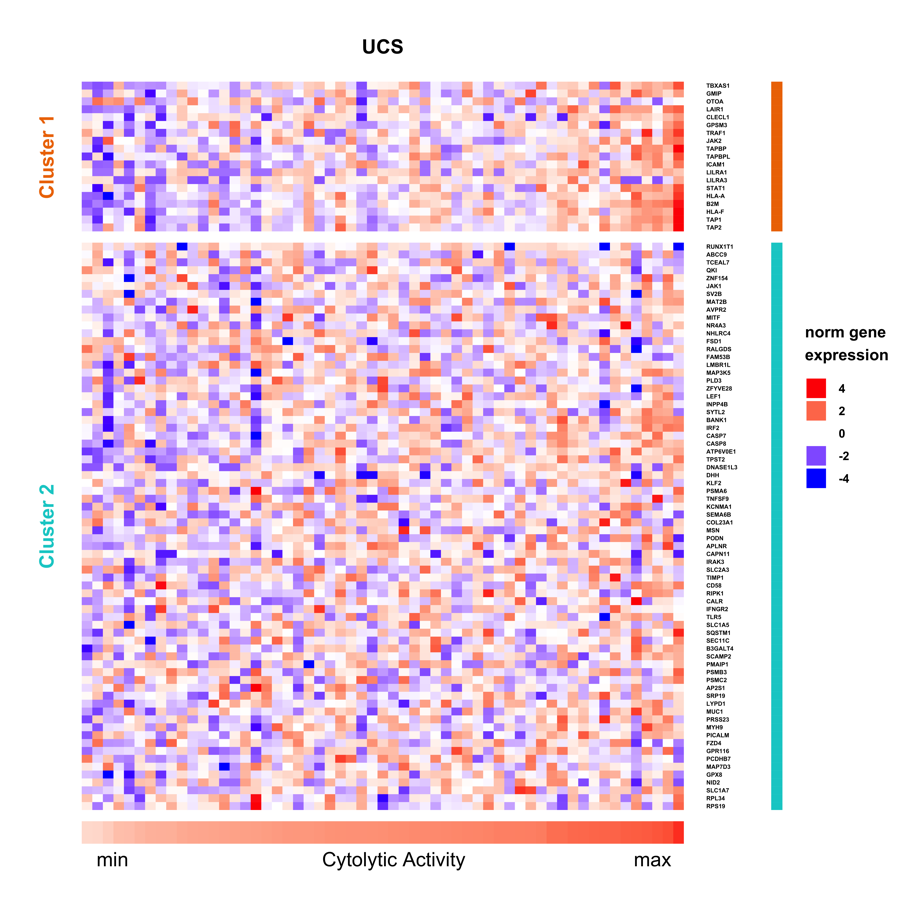 UCS
Cluster 1
TBXAS1
GMIP
OTOA
LAIR1
CLECL1
GPSM3
TRAF1
JAK2
TAPBP
TAPBPL
ICAM1
LILRA1
LILRA3
STAT1
HLA-A
B2M
HLA-F
TAP1
TAP2
Cluster 2
RUNX1T1
ABCC9
TCEAL7
QKI
ZNF154
JAK1
SV2B
MAT2B
AVPR2
MITF
NR4A3
NHLRC4
FSD1
RALGDS
FAM53B
LMBR1L
MAP3K5
PLD3
ZFYVE28
LEF1
INPP4B
SYTL2
BANK1
IRF2
CASP7
CASP8
ATP6V0E1
TPST2
DNASE1L3
DHH
KLF2
PSMA6
TNFSF9
KCNMA1
SEMA6B
COL23A1
MSN
PODN
APLNR
CAPN11
IRAK3
SLC2A3
TIMP1
CD58
RIPK1
CALR
IFNGR2
TLR5
SLC1A5
SQSTM1
SEC11C
B3GALT4
SCAMP2
PMAIP1
PSMB3
PSMC2
AP2S1
SRP19
LYPD1
MUC1
PRSS23
MYH9
PICALM
FZD4
GPR116
PCDHB7
MAP7D3
GPX8
NID2
SLC1A7
RPL34
RPS19
norm gene
expression
4
2
0
-2
-4
min Cytolytic Activity max